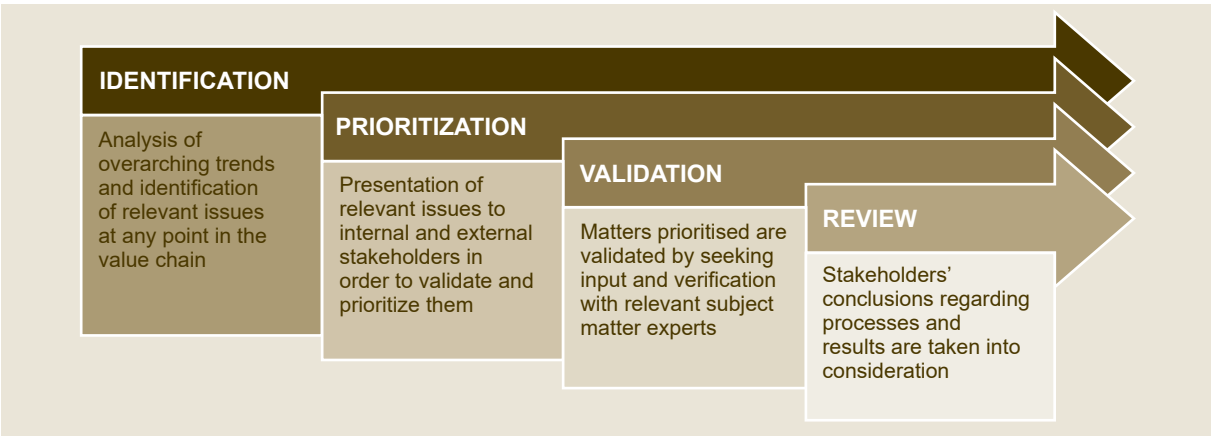 IDENTIFICATION
Analysis of
overarching trends
and identification
of relevant issues
at any point in the
value chain
PRIORITIZATION
Presentation of
relevant issues to
internal and external
stakeholders in
order to validate and
prioritize them
VALIDATION
Matters prioritised are
validated by seeking
input and verification
with relevant subject
matter experts
REVIEW
Stakeholders’
conclusions regarding
processes and
results are taken into
consideration